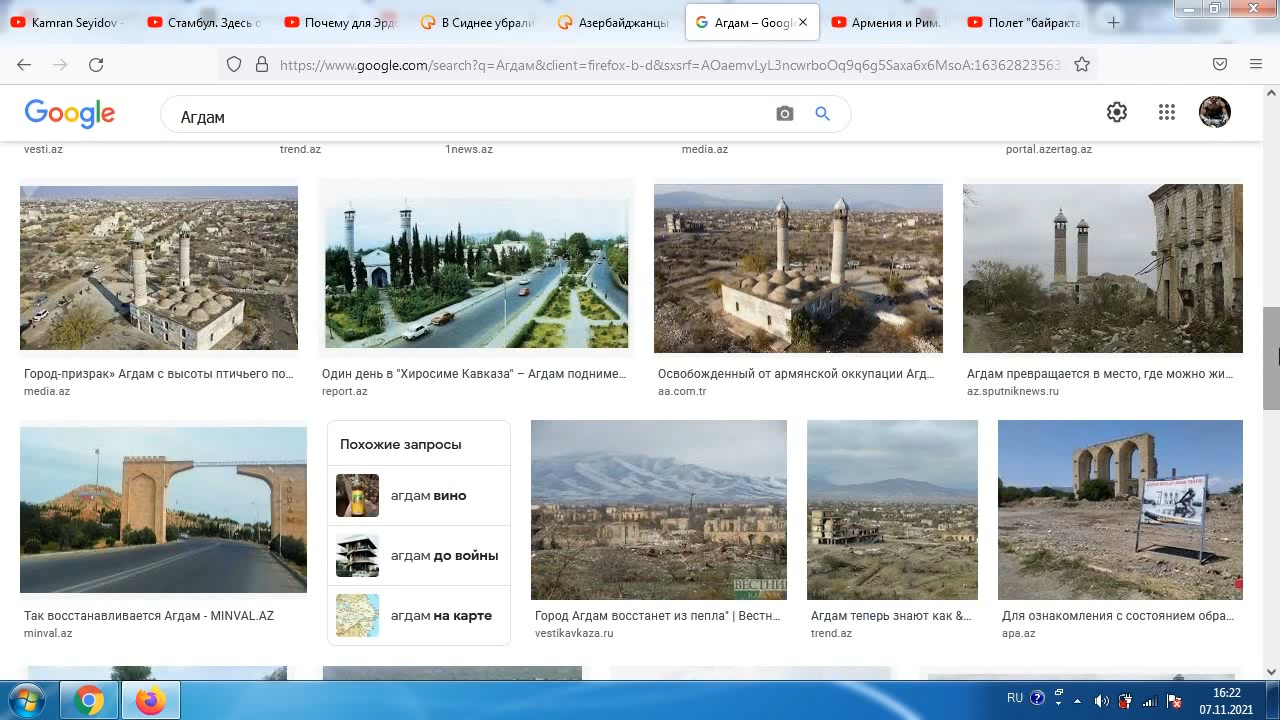 Kamran Seyidov -
Стамбул. Здесь о
Почему для Эрдо
В Сиднее убрали
Азербайджанцы
Агдам – Google
Армения и Рим.
Полет "байракта
https://www.google.com/search?q=Агдам&client=firefox-b-d&sxsrf=AOaemvLyL3ncwrboOq9q6g5Saxa6x6MsoA:16362823563
Google
Агдам
vesti.az
trend.az
1news.az
media.az
portal.azertag.az
Город-призрак» Агдам с высоты птичьего по...
media.az
Один день в "Хиросиме Кавказа" – Агдам подниме...
report.az
Освобожденный от армянской оккупации Агд...
aa.com.tr
Агдам превращается в место, где можно жи...
az.sputniknews.ru
Похожие запросы
агдам вино
агдам до войны
агдам на карте
ВЕСТНИК
Так восстанавливается Агдам - MINVAL.AZ
minval.az
Город Агдам восстанет из пепла" | Вестн...
vestikavkaza.ru
Агдам теперь знают как &...
trend.az
Для ознакомления с состоянием обра...
apa.az
RU
16:22
07.11.2021